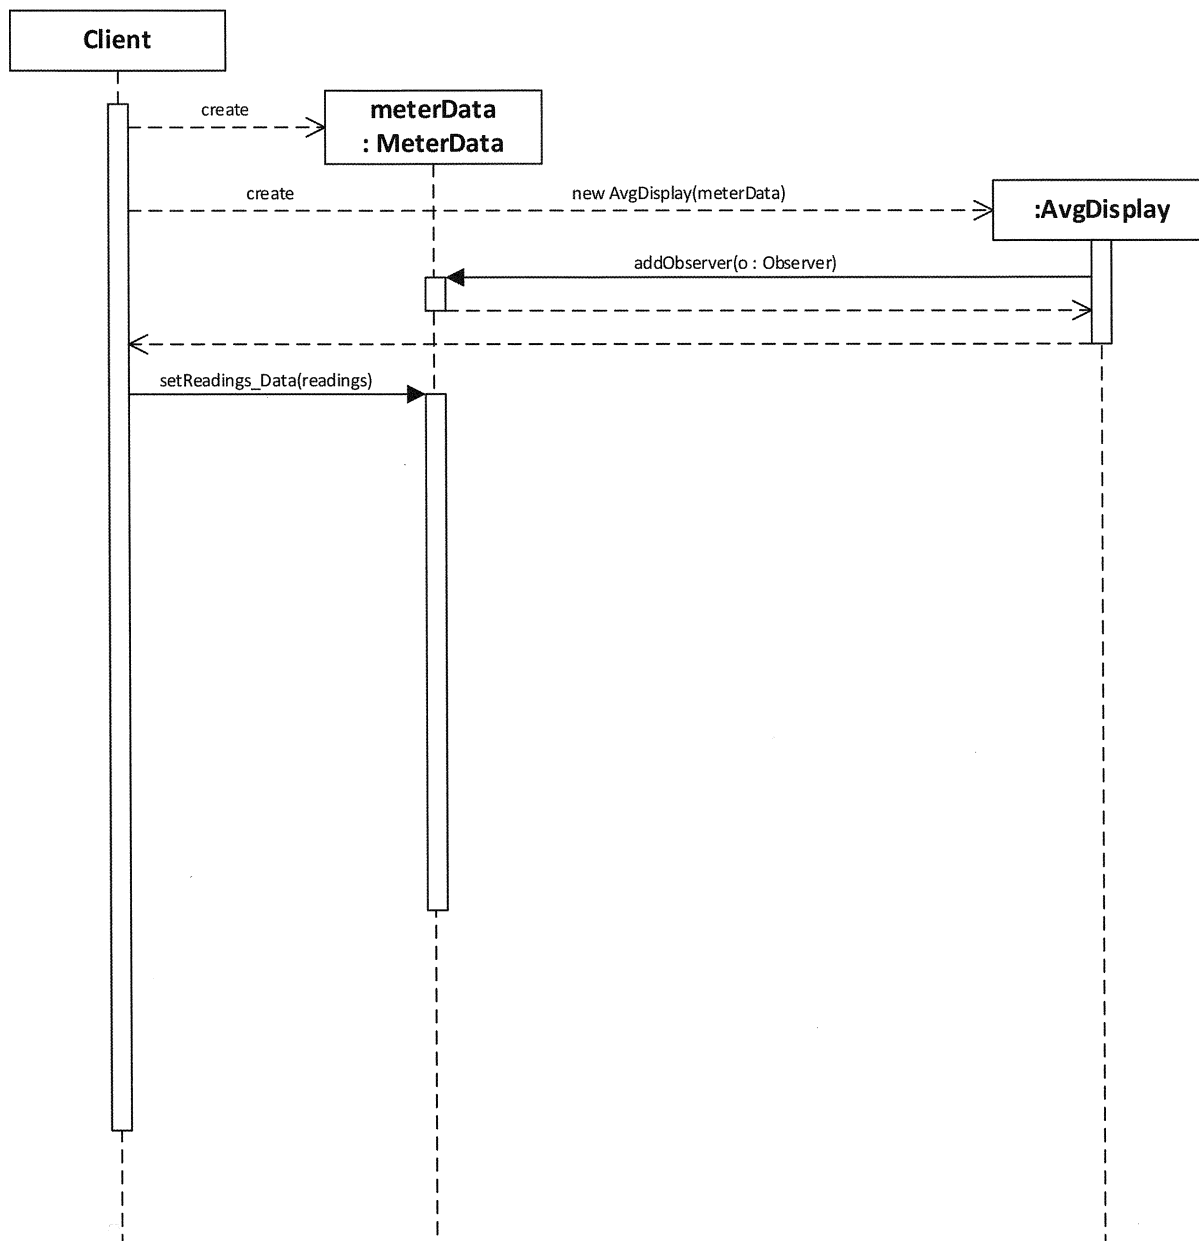 Client
create
meterData
: MeterData
create
new AvgDisplay(meterData)
:AvgDisplay
addObserver(o : Observer)
setReadings_Data(readings)